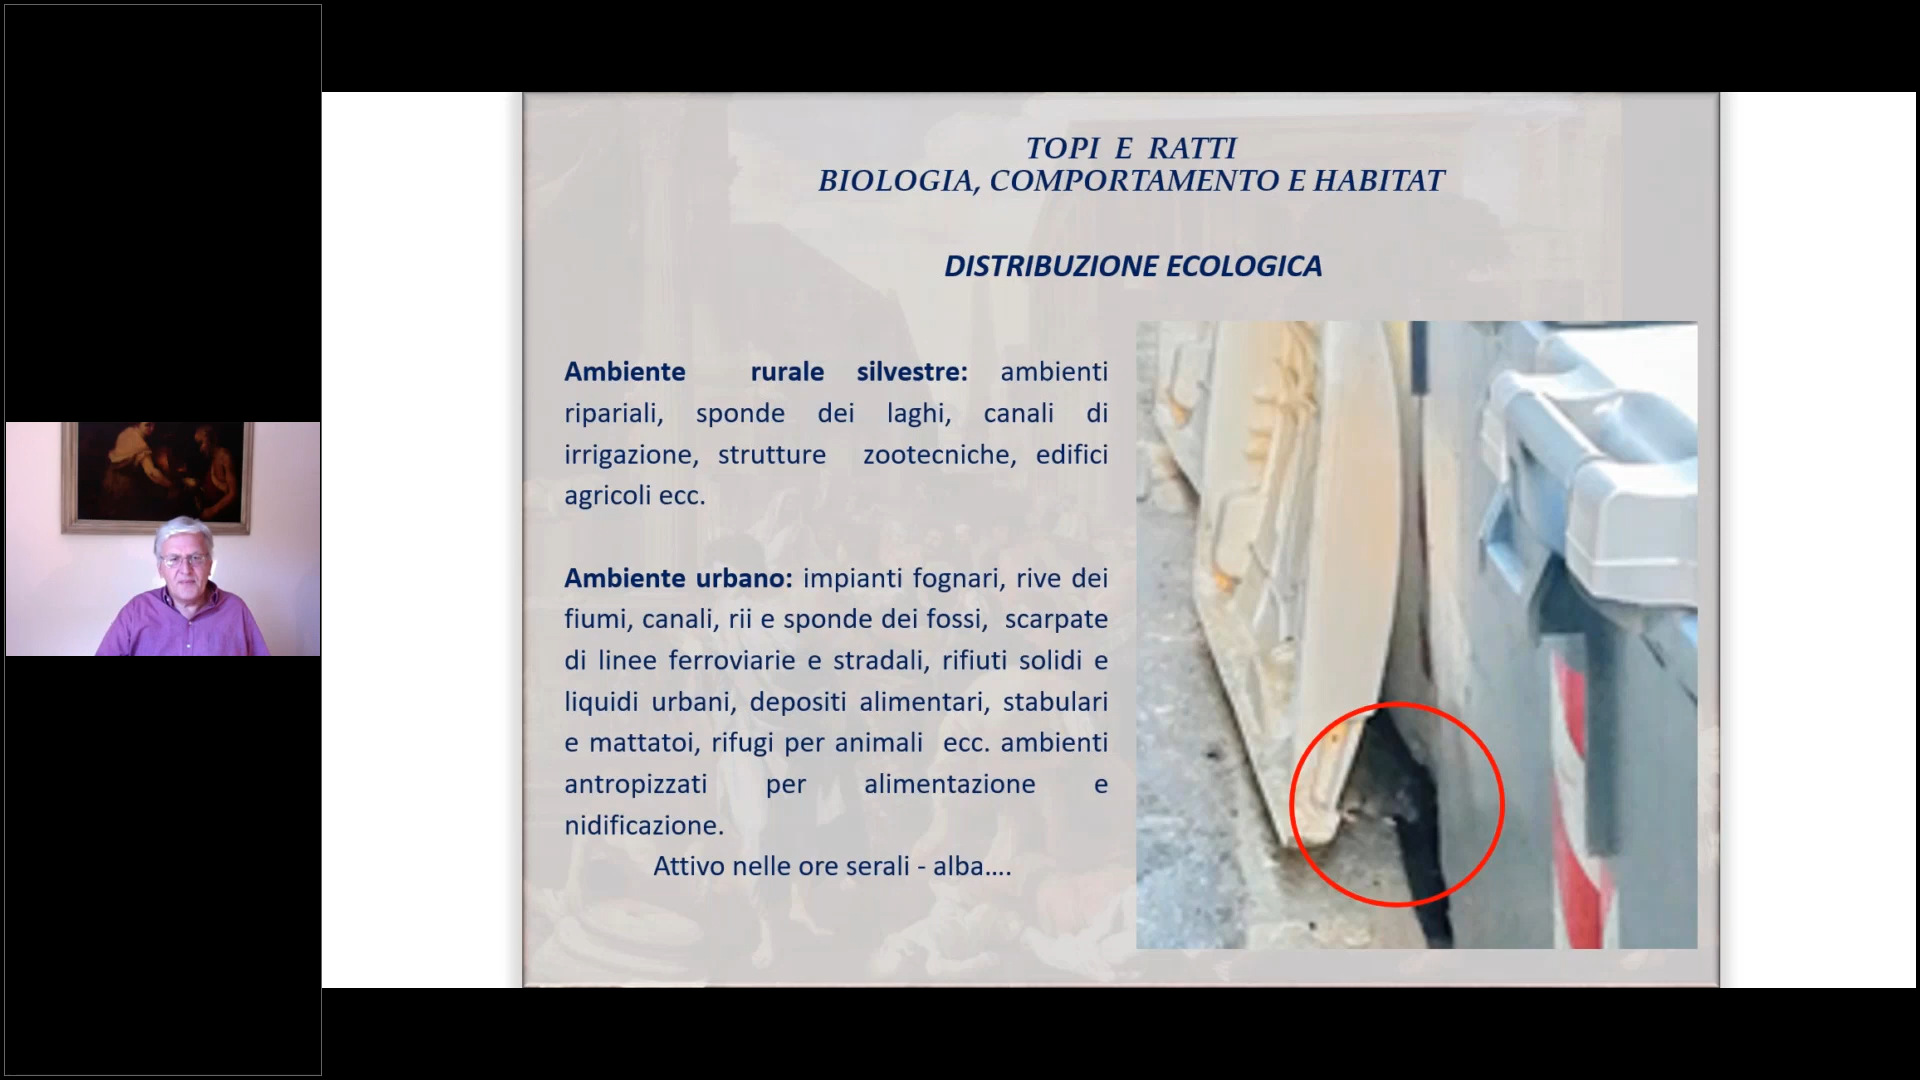 TOPI E RATTI
BIOLOGIA, COMPORTAMENTO E HABITAT
DISTRIBUZIONE ECOLOGICA
Ambiente rurale silvestre: ambienti
ripariali, sponde dei laghi, canali di
irrigazione, strutture zootecniche, edifici
agricoli ecc.
Ambiente urbano: impianti fognari, rive dei
fiumi, canali, rii e sponde dei fossi, scarpate
di linee ferroviarie e stradali, rifiuti solidi e
liquidi urbani, depositi alimentari, stabulari
e mattatoi, rifugi per animali ecc. ambienti
antropizzati per alimentazione e
nidificazione.
Attivo nelle ore serali - alba....